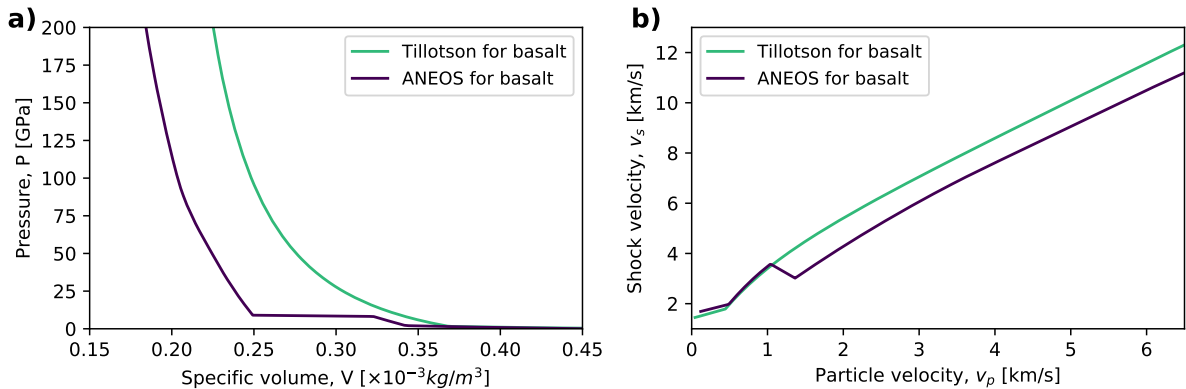 a)
200
175
150
125
100
75
50
25
0
Pressure, P [GPa]
Tillotson for basalt
ANEOS for basalt
0.15 0.20 0.25 0.30 0.35 0.40 0.45
Specific volume, V [×10⁻³kg/m³]
b)
12
10
8
6
4
2
Shock velocity, vₛ [km/s]
Tillotson for basalt
ANEOS for basalt
0 1 2 3 4 5 6
Particle velocity, vₚ [km/s]